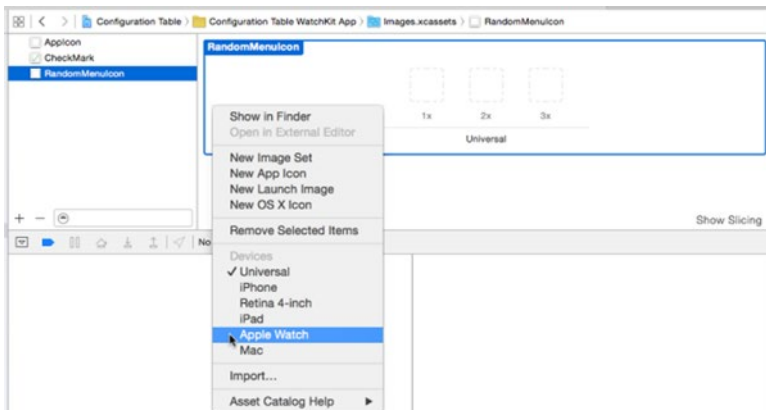 Configuration Table Configuration Table WatchKit App Images.xcassets RandomMenuIcon
AppIcon
CheckMark
RandomMenuIcon
RandomMenuIcon
1x 2x 3x
Universal
Show in Finder
Open in External Editor
New Image Set
New App Icon
New Launch Image
New OS X Icon
Remove Selected Items
Devices
✓ Universal
iPhone
Retina 4-inch
iPad
Apple Watch
Mac
Import...
Asset Catalog Help
Show Slicing
No